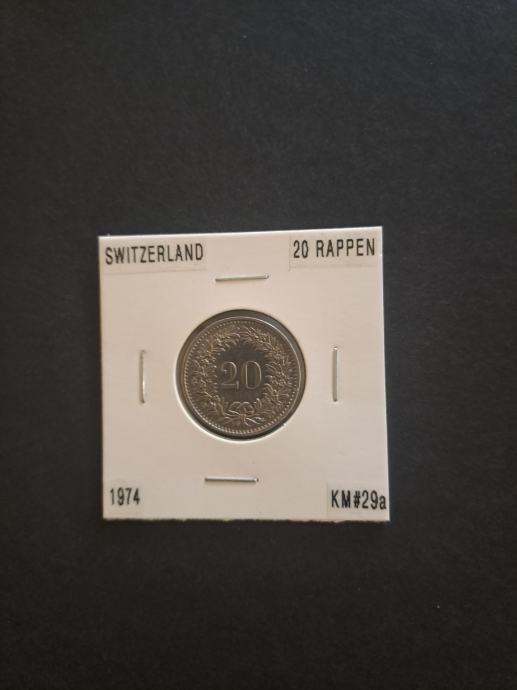 SWITZERLAND
20 RAPPEN
20
1974
KM#29a